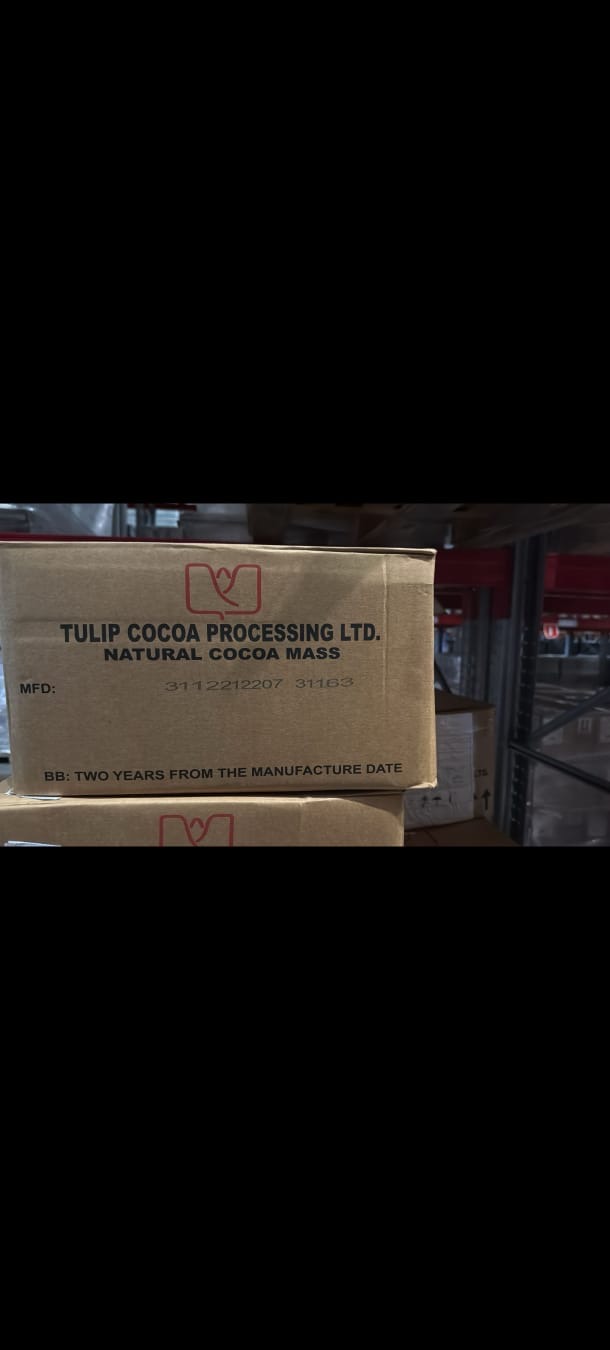 TULIP COCOA PROCESSING LTD.
NATURAL COCOA MASS
MFD: 3112212207 31163
BB: TWO YEARS FROM THE MANUFACTURE DATE